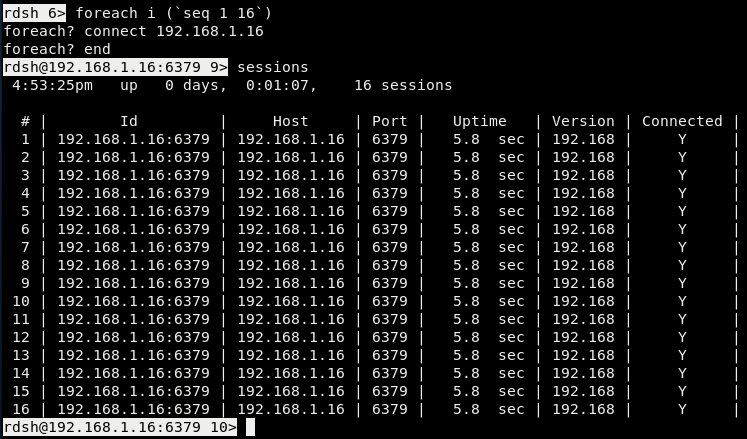 rdsh 6> foreach i (`seq 1 16`)
foreach? connect 192.168.1.16
foreach? end
rdsh@192.168.1.16:6379 9> sessions
 4:53:25pm   up   0 days,  0:01:07,    16 sessions
  # |        Id         |     Host     | Port |   Uptime   | Version | Connected |
  1 | 192.168.1.16:6379 | 192.168.1.16 | 6379 |   5.8  sec | 192.168 |     Y     |
  2 | 192.168.1.16:6379 | 192.168.1.16 | 6379 |   5.8  sec | 192.168 |     Y     |
  3 | 192.168.1.16:6379 | 192.168.1.16 | 6379 |   5.8  sec | 192.168 |     Y     |
  4 | 192.168.1.16:6379 | 192.168.1.16 | 6379 |   5.8  sec | 192.168 |     Y     |
  5 | 192.168.1.16:6379 | 192.168.1.16 | 6379 |   5.8  sec | 192.168 |     Y     |
  6 | 192.168.1.16:6379 | 192.168.1.16 | 6379 |   5.8  sec | 192.168 |     Y     |
  7 | 192.168.1.16:6379 | 192.168.1.16 | 6379 |   5.8  sec | 192.168 |     Y     |
  8 | 192.168.1.16:6379 | 192.168.1.16 | 6379 |   5.8  sec | 192.168 |     Y     |
  9 | 192.168.1.16:6379 | 192.168.1.16 | 6379 |   5.8  sec | 192.168 |     Y     |
 10 | 192.168.1.16:6379 | 192.168.1.16 | 6379 |   5.8  sec | 192.168 |     Y     |
 11 | 192.168.1.16:6379 | 192.168.1.16 | 6379 |   5.8  sec | 192.168 |     Y     |
 12 | 192.168.1.16:6379 | 192.168.1.16 | 6379 |   5.8  sec | 192.168 |     Y     |
 13 | 192.168.1.16:6379 | 192.168.1.16 | 6379 |   5.8  sec | 192.168 |     Y     |
 14 | 192.168.1.16:6379 | 192.168.1.16 | 6379 |   5.8  sec | 192.168 |     Y     |
 15 | 192.168.1.16:6379 | 192.168.1.16 | 6379 |   5.8  sec | 192.168 |     Y     |
 16 | 192.168.1.16:6379 | 192.168.1.16 | 6379 |   5.8  sec | 192.168 |     Y     |
rdsh@192.168.1.16:6379 10>